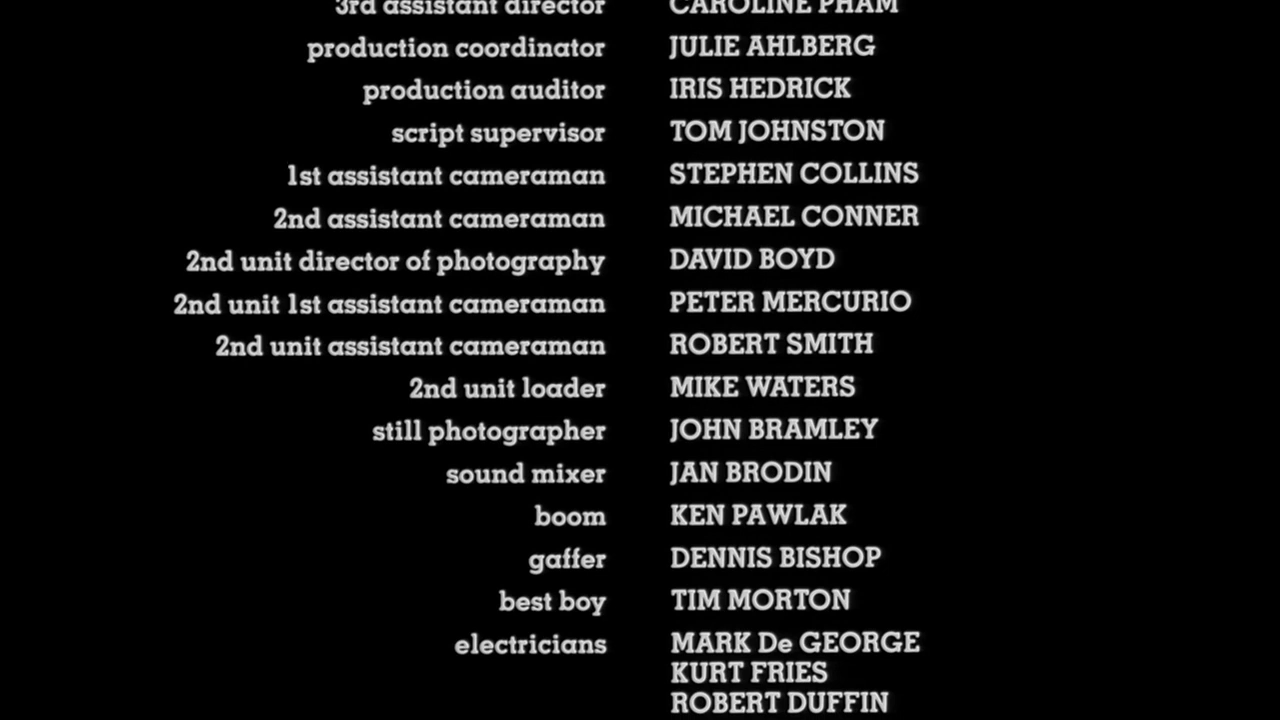 3rd assistant director CAROLINE PHAM
production coordinator JULIE AHLBERG
production auditor IRIS HEDRICK
script supervisor TOM JOHNSTON
1st assistant cameraman STEPHEN COLLINS
2nd assistant cameraman MICHAEL CONNER
2nd unit director of photography DAVID BOYD
2nd unit 1st assistant cameraman PETER MERCURIO
2nd unit assistant cameraman ROBERT SMITH
2nd unit loader MIKE WATERS
still photographer JOHN BRAMLEY
sound mixer JAN BRODIN
boom KEN PAWLAK
gaffer DENNIS BISHOP
best boy TIM MORTON
electricians MARK De GEORGE
KURT FRIES
ROBERT DUFFIN